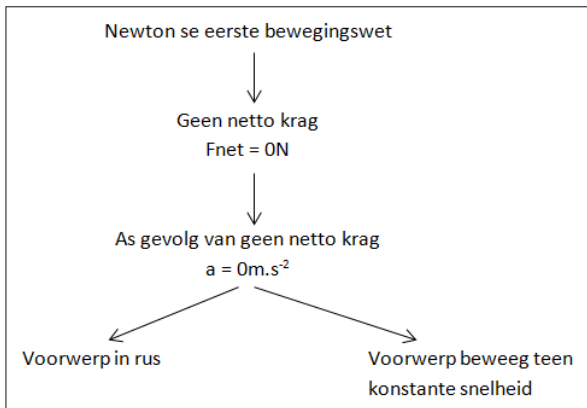 Newton se eerste bewegingswet
Geen netto krag
Fnet = 0N
As gevolg van geen netto krag
a = 0m.s⁻²
Voorwerp in rus
Voorwerp beweeg teen
konstante snelheid